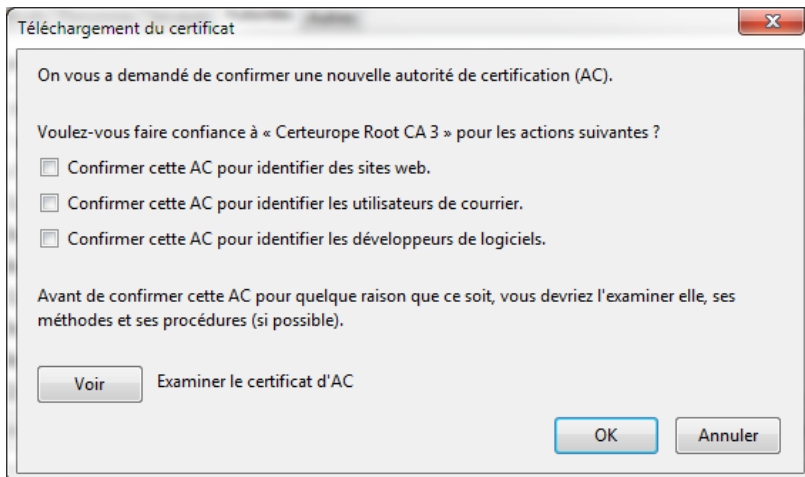 Téléchargement du certificat
On vous a demandé de confirmer une nouvelle autorité de certification (AC).
Voulez-vous faire confiance à « Certeurope Root CA 3 » pour les actions suivantes ?
Confirmer cette AC pour identifier des sites web.
Confirmer cette AC pour identifier les utilisateurs de courrier.
Confirmer cette AC pour identifier les développeurs de logiciels.
Avant de confirmer cette AC pour quelque raison que ce soit, vous devriez l'examiner elle, ses
méthodes et ses procédures (si possible).
Voir Examiner le certificat d'AC
OK Annuler